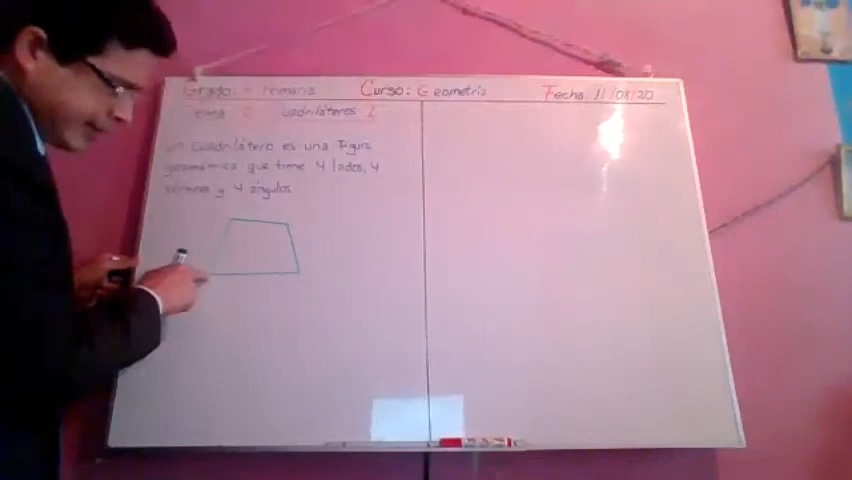 Grado: Primaria Curso: Geometría Fecha: 11/08/20
Cuadriláteros I
Un cuadrilátero es una figura
geométrica que tiene 4 lados, 4
vértices y 4 ángulos